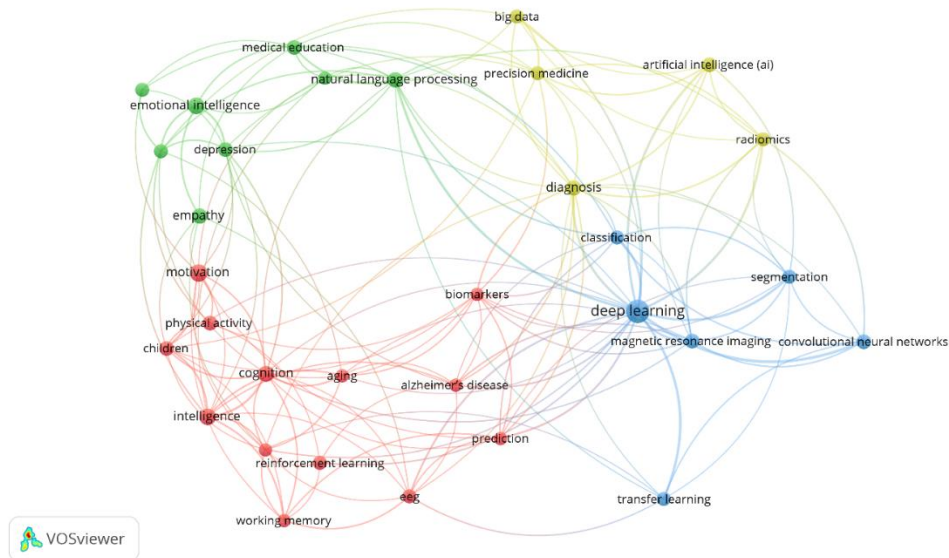 big data
medical education
artificial intelligence (ai)
natural language processing
precision medicine
emotional intelligence
radiomics
depression
diagnosis
empathy
classification
motivation
segmentation
biomarkers
deep learning
physical activity
magnetic resonance imaging
convolutional neural networks
children
cognition
aging
alzheimer's disease
intelligence
prediction
reinforcement learning
eeg
transfer learning
working memory
VOSviewer